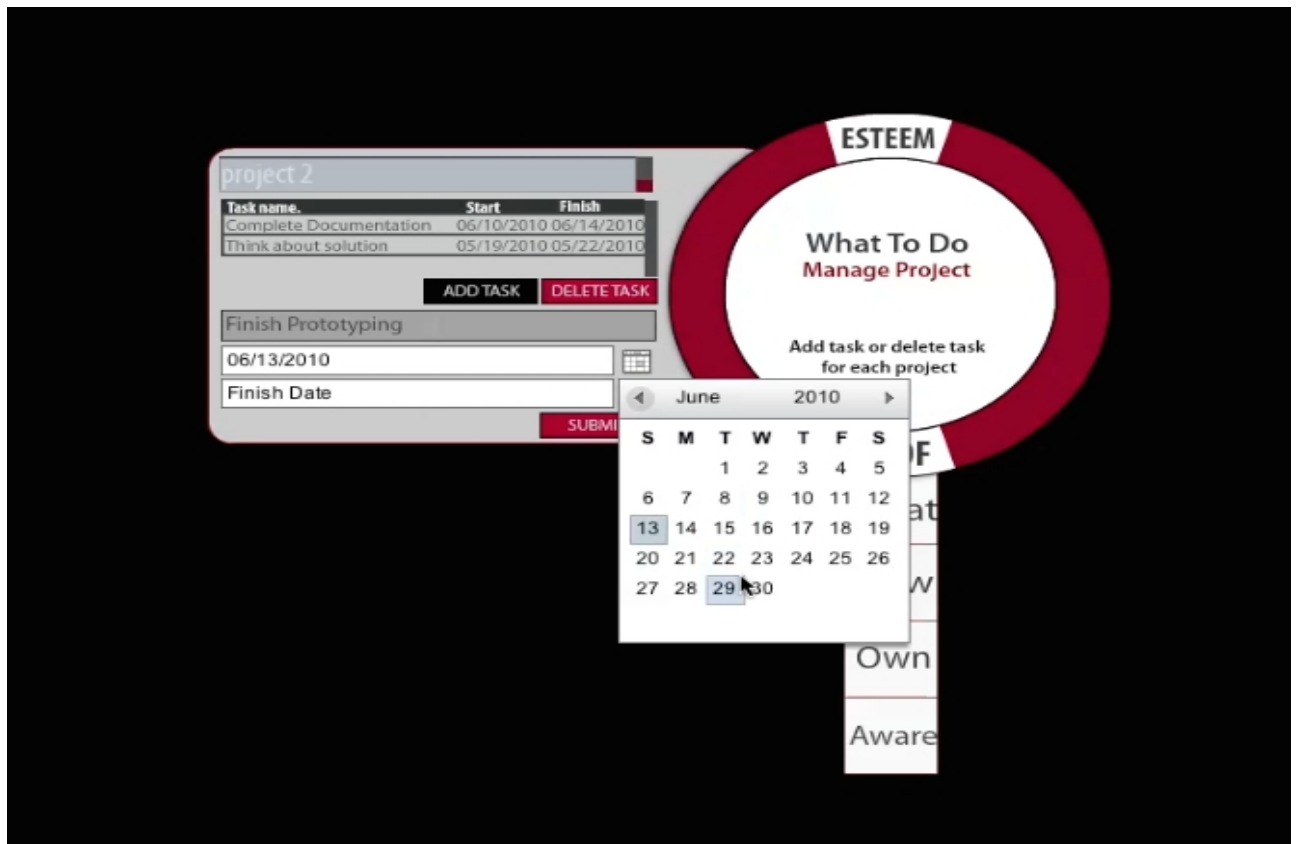 project 2
Task name. Start Finish
Complete Documentation 06/10/2010 06/14/2010
Think about solution 05/19/2010 05/22/2010
ADD TASK DELETE TASK
Finish Prototyping
06/13/2010
Finish Date
SUBMI
ESTEEM
What To Do
Manage Project
Add task or delete task
for each project
June 2010
S M T W T F S
1 2 3 4 5
6 7 8 9 10 11 12
13 14 15 16 17 18 19
20 21 22 23 24 25 26
27 28 29 30
OF
at
w
Own
Aware